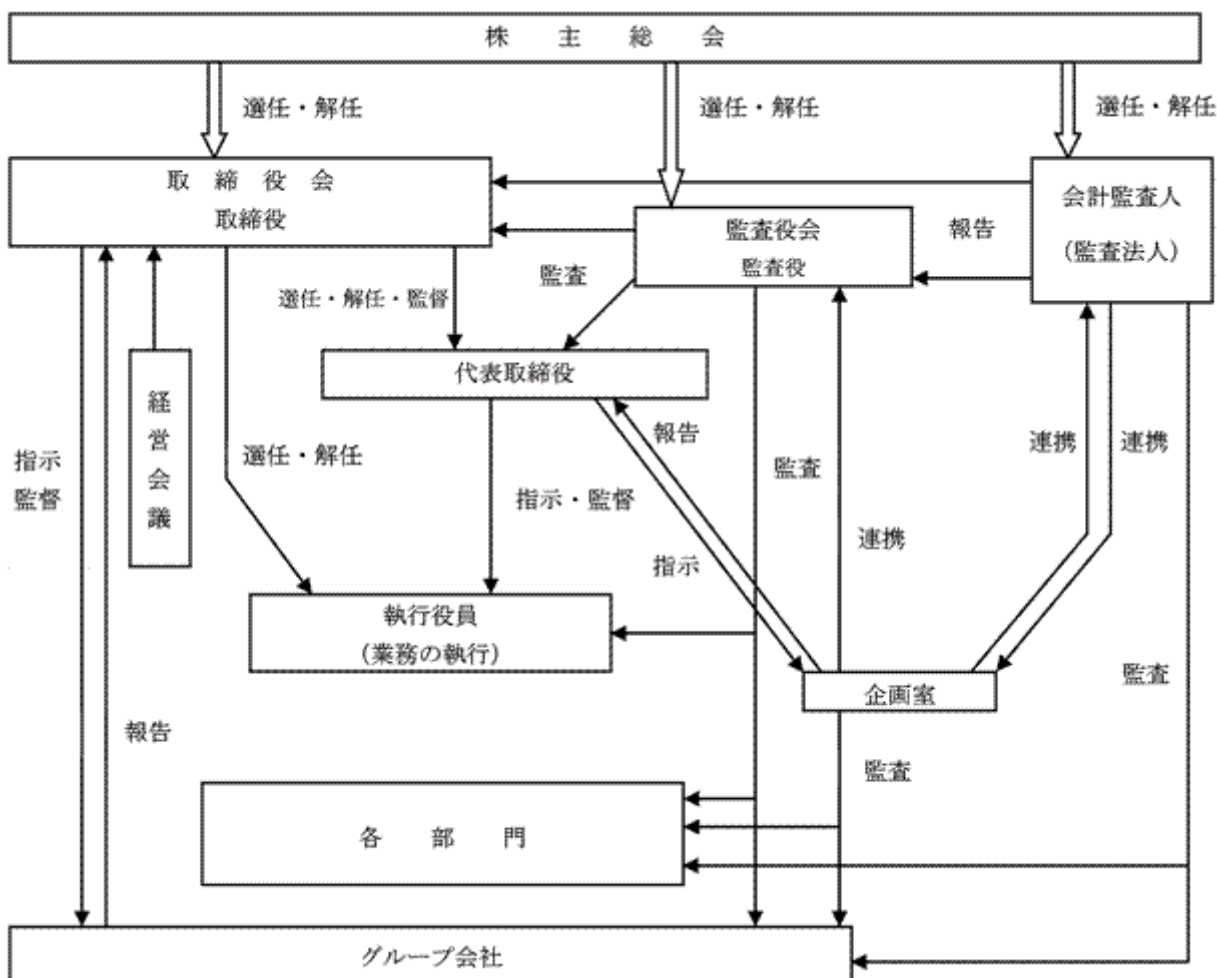 株主総会
選任・解任
選任・解任
選任・解任
取締役会
取締役
会計監査人
(監査法人)
監査役会
監査役
報告
監査
選任・解任・監督
代表取締役
経営会議
報告
連携
連携
指示
監督
選任・解任
監査
指示・監督
連携
指示
執行役員
(業務の執行)
企画室
監査
報告
監査
各部門
グループ会社